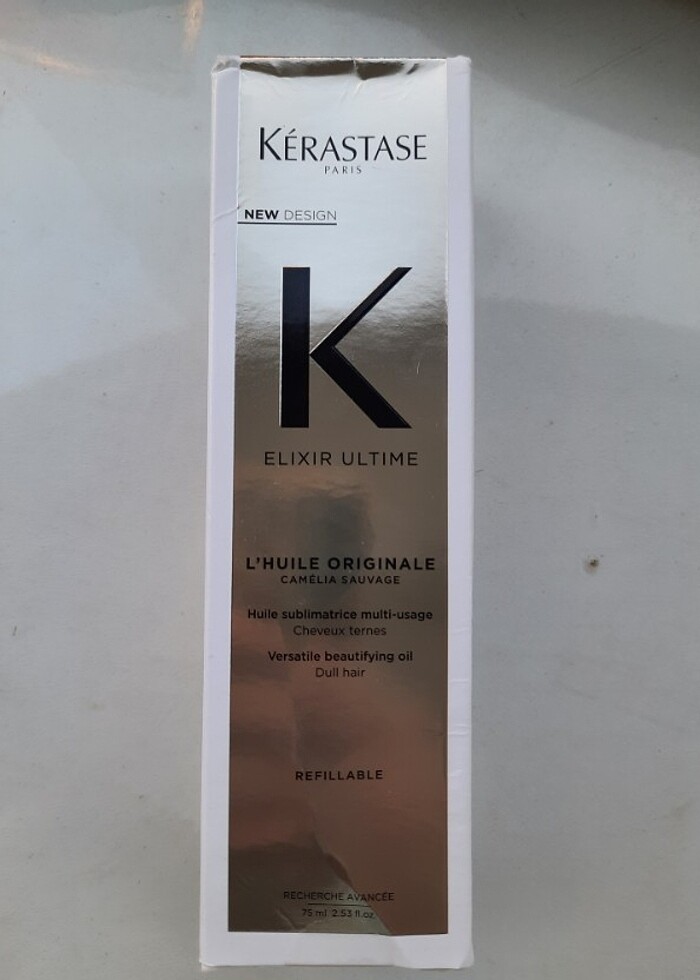 KÉRASTASE
PARIS
NEW DESIGN
K
ELIXIR ULTIME
L'HUILE ORIGINALE
CAMÉLIA SAUVAGE
Huile sublimatrice multi-usage
Cheveux ternes
Versatile beautifying oil
Dull hair
REFILLABLE
RECHERCHE AVANCÉE
75 ml 2.53 fl.oz.